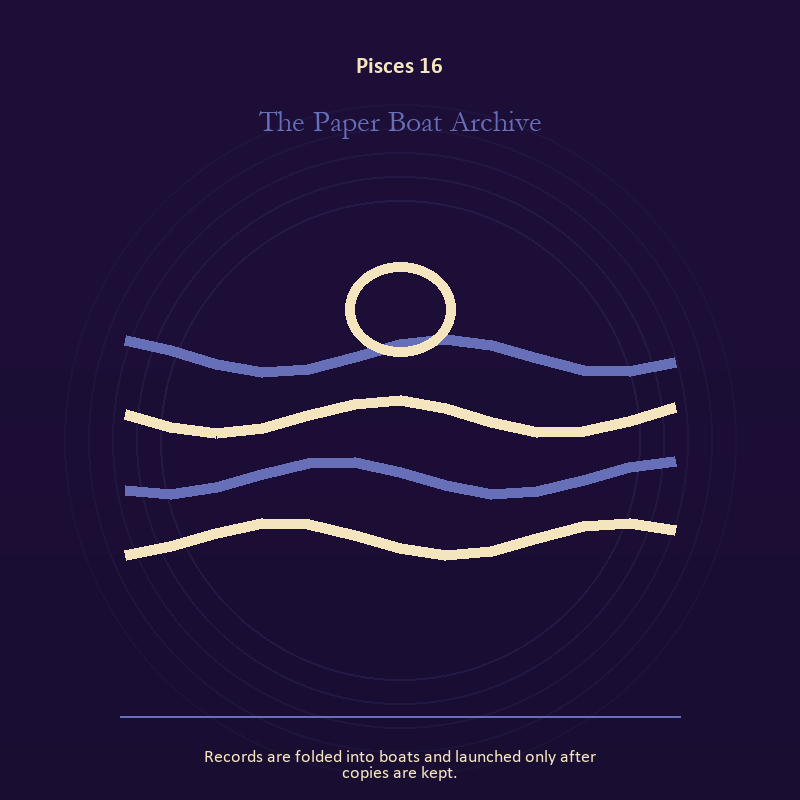 Pisces 16
The Paper Boat Archive
Records are folded into boats and launched only after
copies are kept.